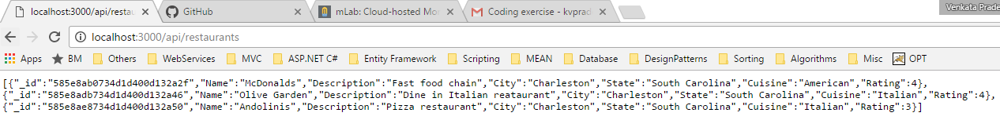 localhost:3000/api/restau
GitHub
mLab: Cloud-hosted Mon
Coding exercise - kvprad
Venkata Prade
localhost:3000/api/restaurants
Apps BM Others WebServices MVC ASP.NET C# Entity Framework Scripting MEAN Database DesignPatterns Sorting Algorithms Misc OPT
[{"_id":"585e8ab0734d1d400d132a2f","Name":"McDonalds","Description":"Fast food chain","City":"Charleston","State":"South Carolina","Cuisine":"American","Rating":4},
{"_id":"585e8adb734d1d400d132a46","Name":"Olive Garden","Description":"Dine in Italian reataurant","City":"Charleston","State":"South Carolina","Cuisine":"Italian","Rating":4},
{"_id":"585e8ae8734d1d400d132a50","Name":"Andolinis","Description":"Pizza restaurant","City":"Charleston","State":"South Carolina","Cuisine":"Italian","Rating":3}]